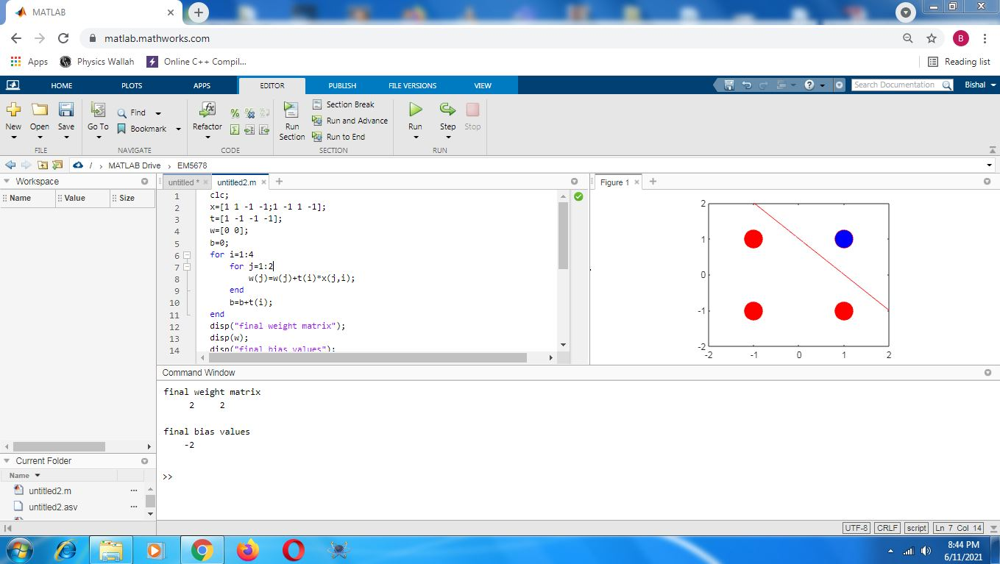 MATLAB
matlab.mathworks.com
B
Apps Physics Wallah Online C++ Compil...
Reading list
HOME PLOTS APPS EDITOR PUBLISH FILE VERSIONS VIEW
Search Documentation
Bishal
New Open Save
FILE
Go To Find
Bookmark
NAVIGATE
Refactor
CODE
Run Section
Section Break
Run and Advance
Run to End
SECTION
Run Step Stop
RUN
/ › MATLAB Drive › EM5678
Workspace
Name Value Size
untitled * untitled2.m
1 clc;
2 x=[1 1 -1 -1;1 -1 1 -1];
3 t=[1 -1 -1 -1];
4 w=[0 0];
5 b=0;
6 for i=1:4
7 for j=1:2
8 w(j)=w(j)+t(i)*x(j,i);
9 end
10 b=b+t(i);
11 end
12 disp("final weight matrix");
13 disp(w);
14 disp("final bias values");
Figure 1
2
1
0
-1
-2
-2 -1 0 1 2
Command Window
final weight matrix
2 2
final bias values
-2
>>
Current Folder
Name
untitled2.m
untitled2.asv
UTF-8 CRLF script Ln 7 Col 14
8:44 PM
6/11/2021